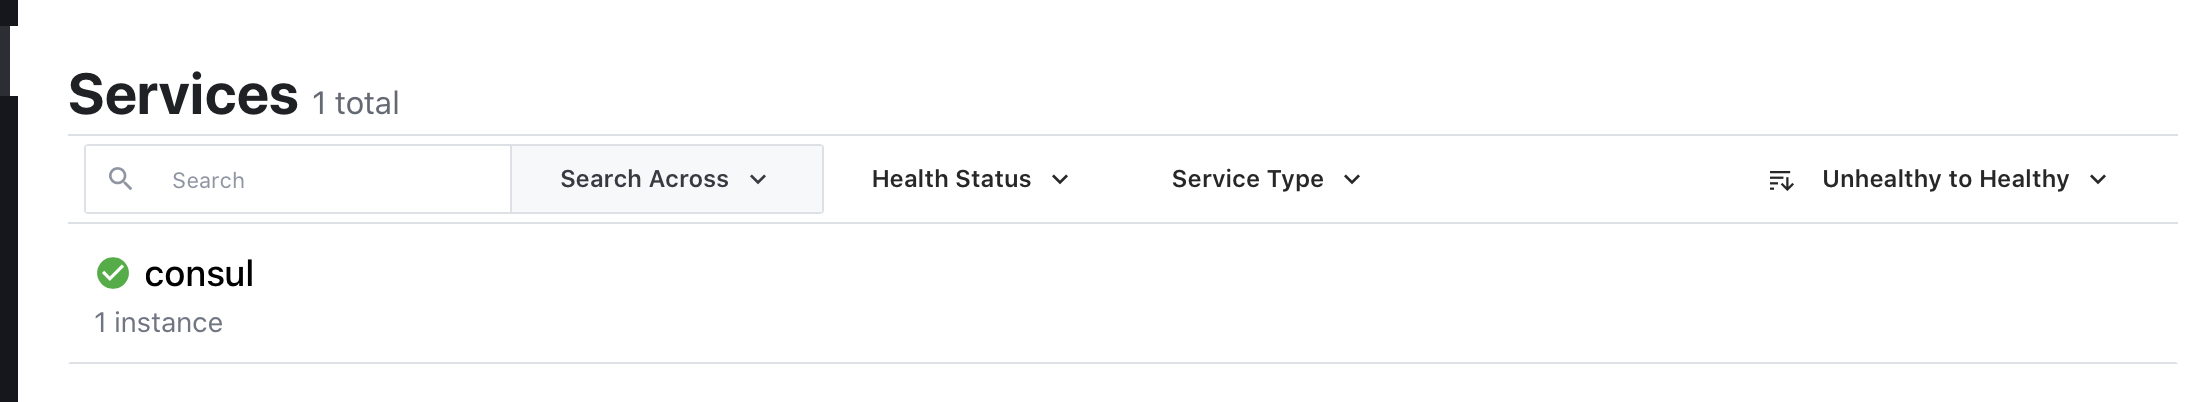 Services 1 total
Search Search Across Health Status Service Type Unhealthy to Healthy
consul
1 instance